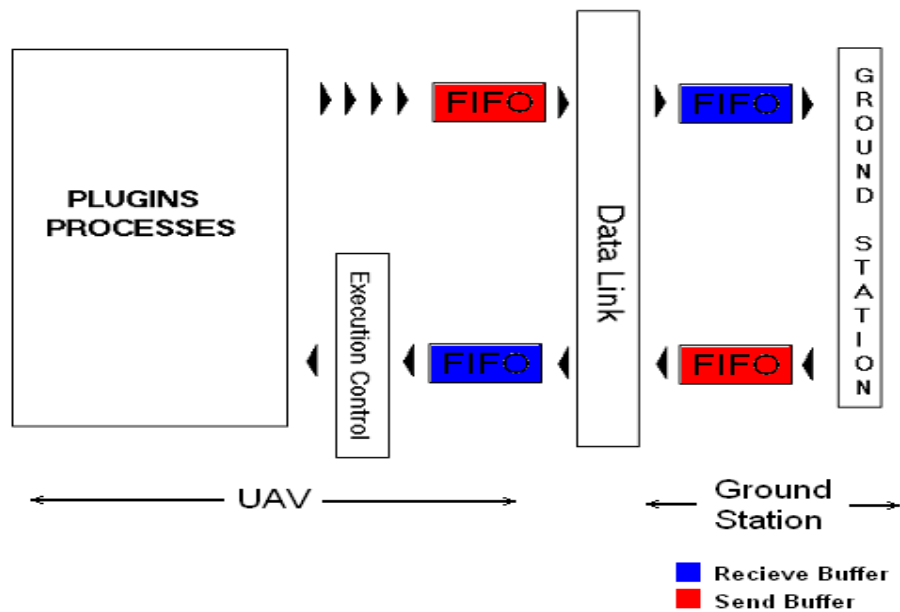 FIFO
FIFO
PLUGINS
PROCESSES
Execution Control
FIFO
Data Link
FIFO
GROUND STATION
UAV
Ground
Station
Recieve Buffer
Send Buffer